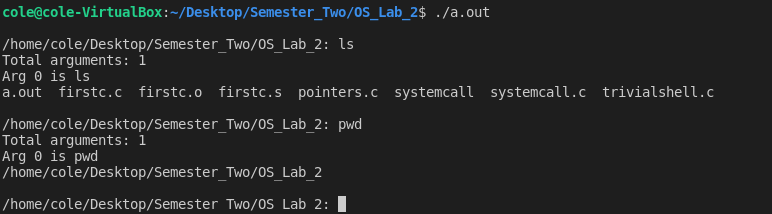 cole@cole-VirtualBox:~/Desktop/Semester_Two/OS_Lab_2$ ./a.out
/home/cole/Desktop/Semester_Two/OS_Lab_2: ls
Total arguments: 1
Arg 0 is ls
a.out  firstc.c  firstc.o  firstc.s  pointers.c  systemcall  systemcall.c  trivialshell.c
/home/cole/Desktop/Semester_Two/OS_Lab_2: pwd
Total arguments: 1
Arg 0 is pwd
/home/cole/Desktop/Semester_Two/OS_Lab_2
/home/cole/Desktop/Semester_Two/OS_Lab_2: